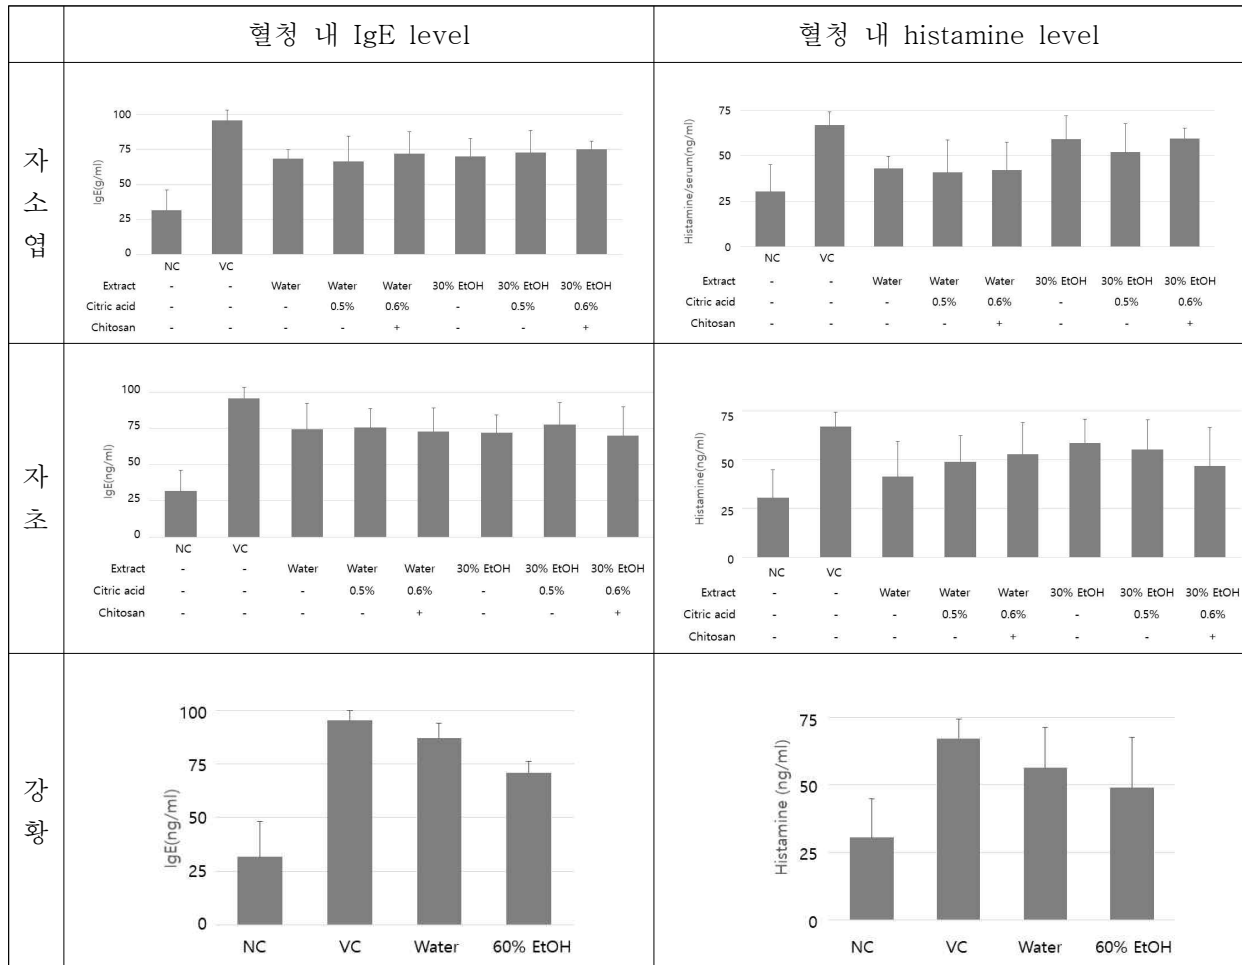 혈청 내 IgE level
혈청 내 histamine level
자소엽
IgE(g/ml)
100
75
50
25
0
NC VC
Extract - - Water Water Water 30% EtOH 30% EtOH 30% EtOH
Citric acid - - - 0.5% 0.6% - 0.5% 0.6%
Chitosan - - - - + - - +
Histamine/serum(ng/ml)
75
50
25
0
NC VC
Extract - - Water Water Water 30% EtOH 30% EtOH 30% EtOH
Citric acid - - - 0.5% 0.6% - 0.5% 0.6%
Chitosan - - - - + - - +
자초
IgE(ng/ml)
100
75
50
25
0
NC VC
Extract - - Water Water Water 30% EtOH 30% EtOH 30% EtOH
Citric acid - - - 0.5% 0.6% - 0.5% 0.6%
Chitosan - - - - + - - +
Histamine(ng/ml)
75
50
25
0
NC VC
Extract - - Water Water Water 30% EtOH 30% EtOH 30% EtOH
Citric acid - - - 0.5% 0.6% - 0.5% 0.6%
Chitosan - - - - + - - +
강황
IgE(ng/ml)
100
75
50
25
0
NC VC Water 60% EtOH
Histamine (ng/ml)
75
50
25
0
NC VC Water 60% EtOH